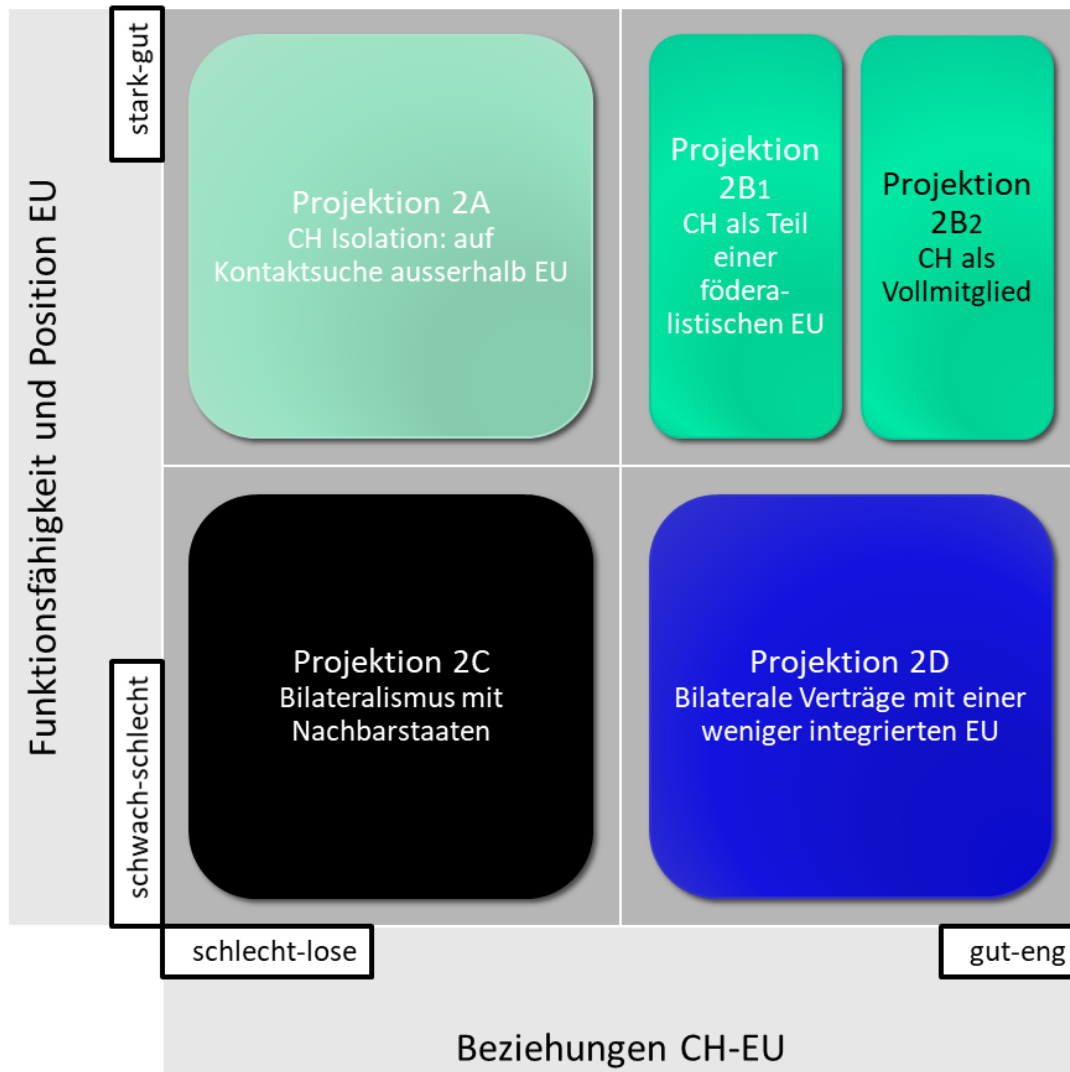 Funktionsfähigkeit und Position EU
stark-gut
schwach-schlecht
Projektion 2A
CH Isolation: auf
Kontaktsuche ausserhalb EU
Projektion
2B1
CH als Teil
einer
födera-
listischen EU
Projektion
2B2
CH als
Vollmitglied
Projektion 2C
Bilateralismus mit
Nachbarstaaten
Projektion 2D
Bilaterale Verträge mit einer
weniger integrierten EU
schlecht-lose
gut-eng
Beziehungen CH-EU